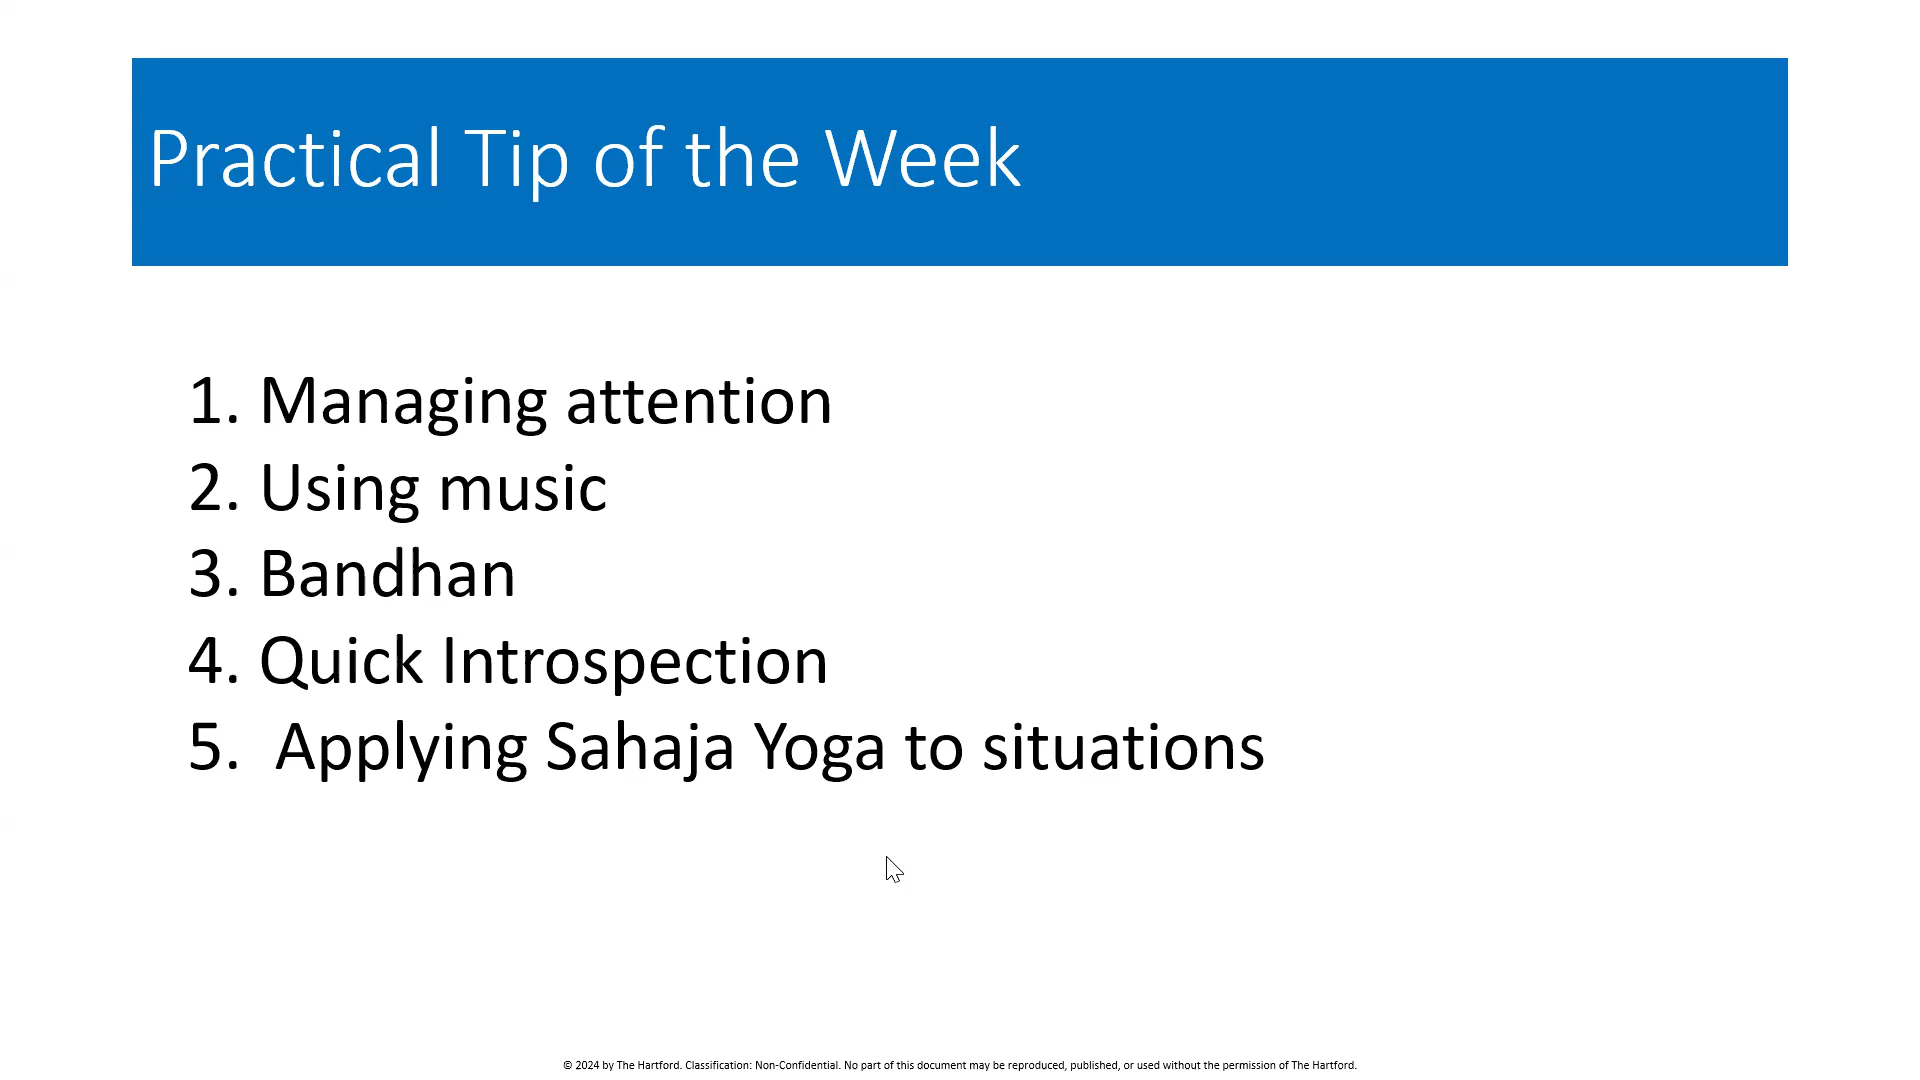 Practical Tip of the Week
1. Managing attention
2. Using music
3. Bandhan
4. Quick Introspection
5. Applying Sahaja Yoga to situations
© 2024 by The Hartford. Classification: Non-Confidential. No part of this document may be reproduced, published, or used without the permission of The Hartford.